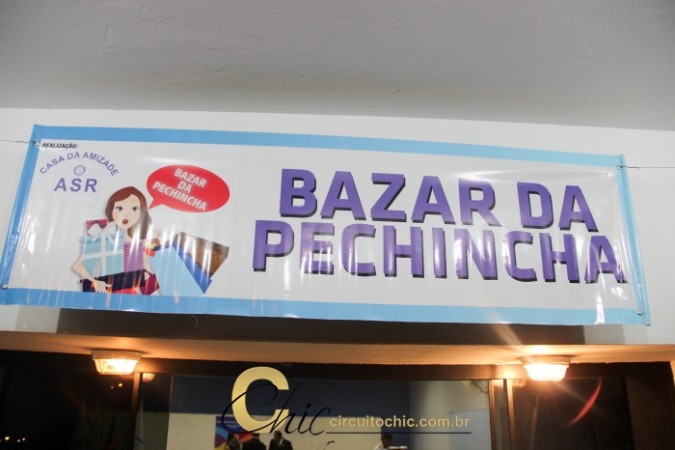 REALIZAÇÃO:
CASA DA AMIZADE
ASR
BAZAR
DA
PECHINCHA
BAZAR DA
PECHINCHA
Chic
circuitochic.com.br